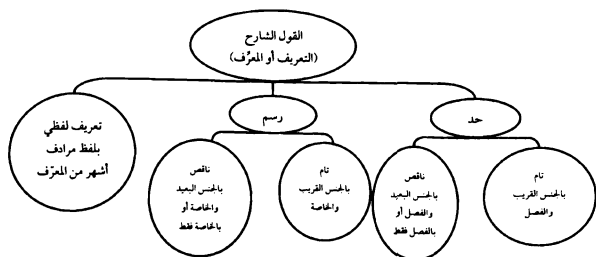 القول الشارح
(التعريف أو المعرِّف)
حد
رسم
تعريف لفظي
بلفظ مرادف
أشهر من المعرّف
تام
بالجنس القريب
والفصل
ناقص
بالجنس البعيد
والفصل أو
بالفصل فقط
تام
بالجنس القريب
والخاصة
ناقص
بالجنس البعيد
والخاصة أو
بالخاصة فقط